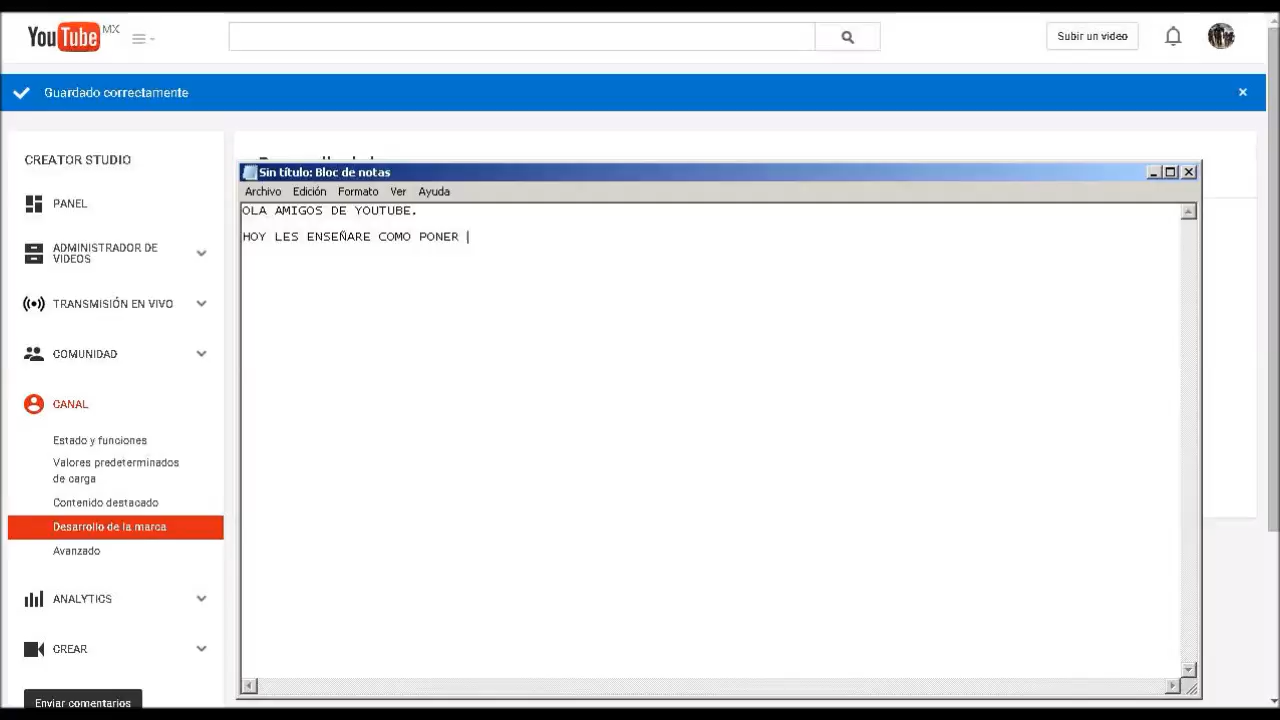 YouTube MX
Subir un video
Guardado correctamente
CREATOR STUDIO
PANEL
ADMINISTRADOR DE
VIDEOS
TRANSMISIÓN EN VIVO
COMUNIDAD
CANAL
Estado y funciones
Valores predeterminados
de carga
Contenido destacado
Desarrollo de la marca
Avanzado
ANALYTICS
CREAR
Enviar comentarios
Sin título: Bloc de notas
Archivo Edición Formato Ver Ayuda
OLA AMIGOS DE YOUTUBE.
HOY LES ENSEÑARE COMO PONER